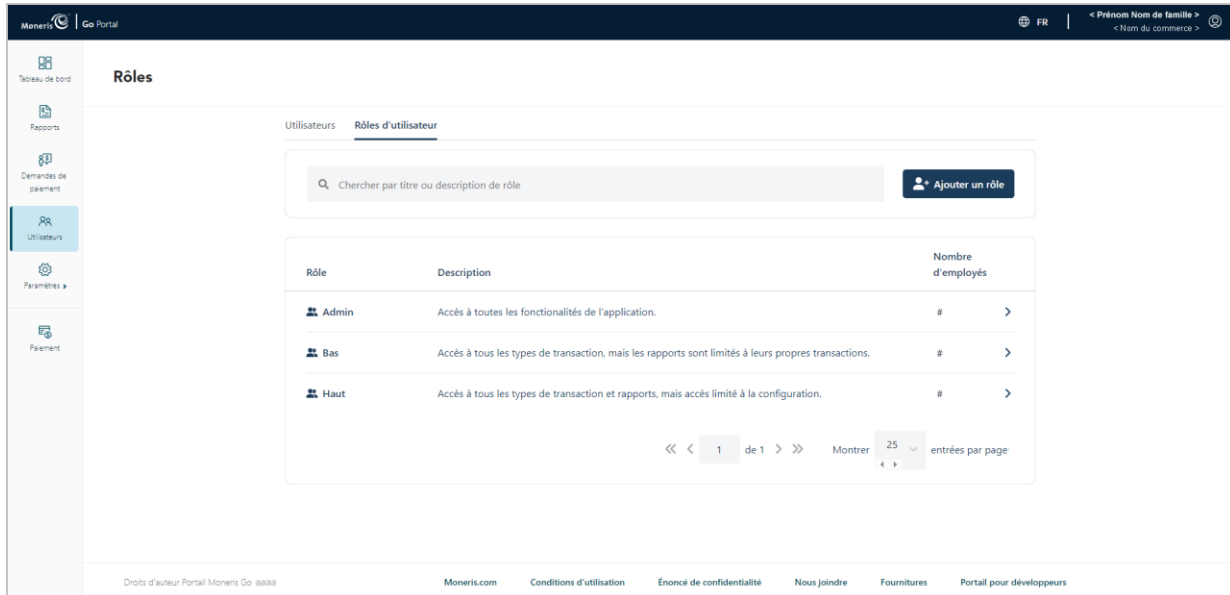 Moneris Go Portal
FR
< Prénom Nom de famille >
< Nom du commerce >
Tableau de bord
Rapports
Demandes de
paiement
Utilisateurs
Paramètres
Paiement
Rôles
Utilisateurs Rôles d'utilisateur
Chercher par titre ou description de rôle
Ajouter un rôle
Rôle Description Nombre
d'employés
Admin Accès à toutes les fonctionalités de l'application. #
Bas Accès à tous les types de transaction, mais les rapports sont limités à leurs propres transactions. #
Haut Accès à tous les types de transaction et rapports, mais accès limité à la configuration. #
1 de 1 Montrer 25 entrées par page
Droits d'auteur Portail Moneris Go aaaa
Moneris.com Conditions d'utilisation Énoncé de confidentialité Nous joindre Fournitures Portail pour développeurs